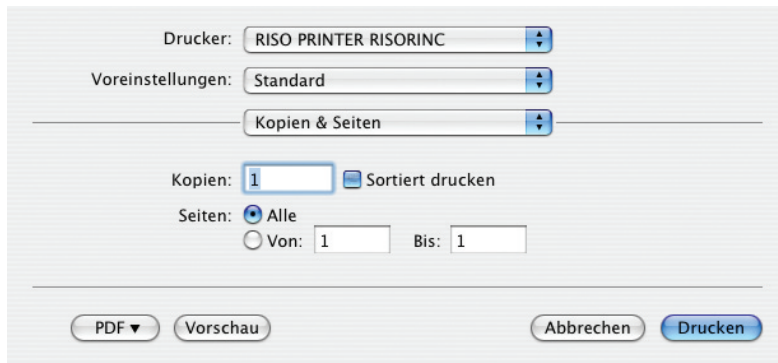 Drucker: RISO PRINTER RISORINC
Voreinstellungen: Standard
Kopien & Seiten
Kopien: 1 Sortiert drucken
Seiten: Alle
Von: 1 Bis: 1
PDF ▼ Vorschau Abbrechen Drucken